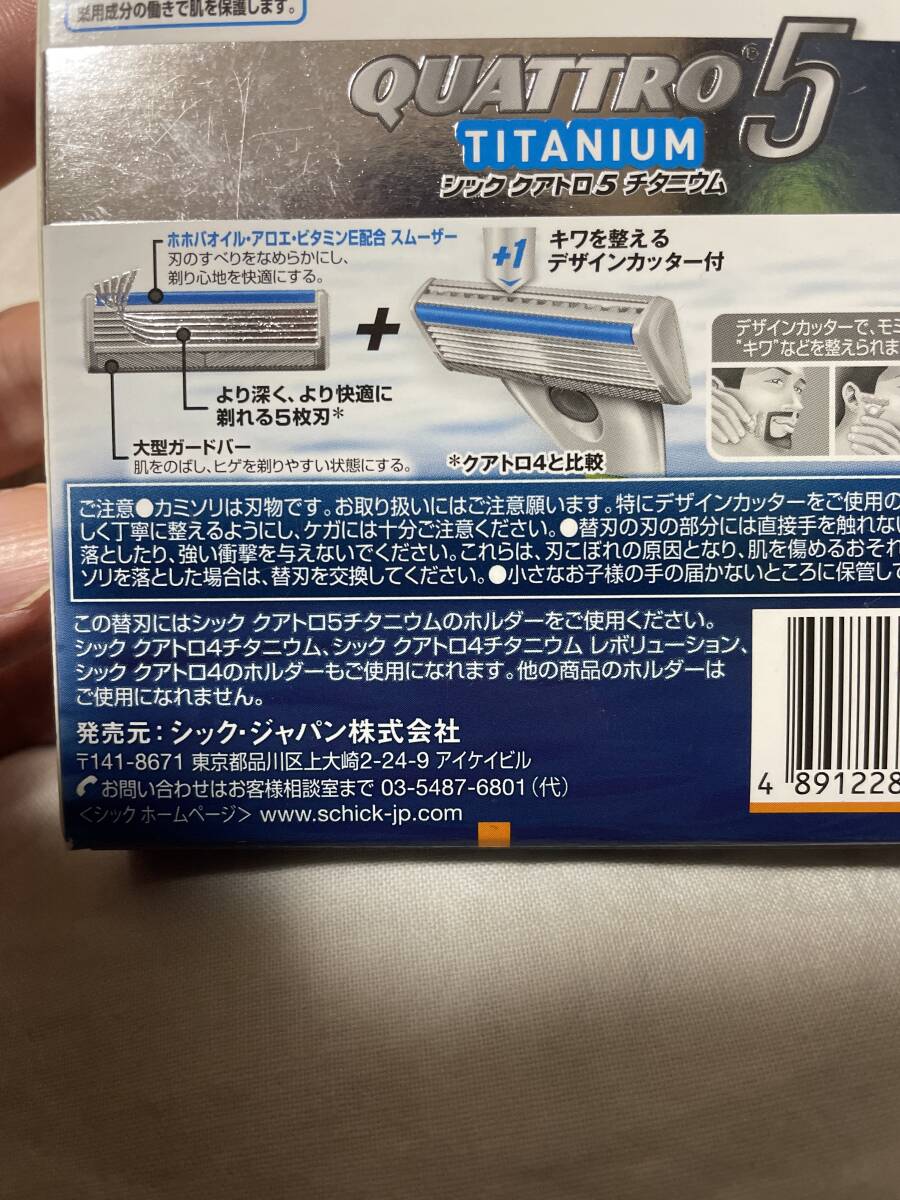 薬用成分の働きで肌を保護します。
QUATTRO® 5
TITANIUM
シック クアトロ5 チタニウム
ホホバオイル・アロエ・ビタミンE配合 スムーザー
刃のすべりをなめらかにし、
剃り心地を快適にする。
+1
キワを整える
デザインカッター付
+
デザインカッターで、モミ
"キワ"などを整えられま
より深く、より快適に
剃れる5枚刃*
大型ガードバー
肌をのばし、ヒゲを剃りやすい状態にする。
*クアトロ4と比較
ご注意●カミソリは刃物です。お取り扱いにはご注意願います。特にデザインカッターをご使用の
しく丁寧に整えるようにし、ケガには十分ご注意ください。●替刃の刃の部分には直接手を触れない
落としたり、強い衝撃を与えないでください。これらは、刃こぼれの原因となり、肌を傷めるおそれ
ソリを落とした場合は、替刃を交換してください。●小さなお子様の手の届かないところに保管して
この替刃にはシック クアトロ5チタニウムのホルダーをご使用ください。
シック クアトロ4チタニウム、シック クアトロ4チタニウム レボリューション、
シック クアトロ4のホルダーもご使用になれます。他の商品のホルダーは
ご使用になれません。
発売元：シック・ジャパン株式会社
〒141-8671 東京都品川区上大崎2-24-9 アイケイビル
お問い合わせはお客様相談室まで 03-5487-6801（代）
＜シック ホームページ＞ www.schick-jp.com
4 891228